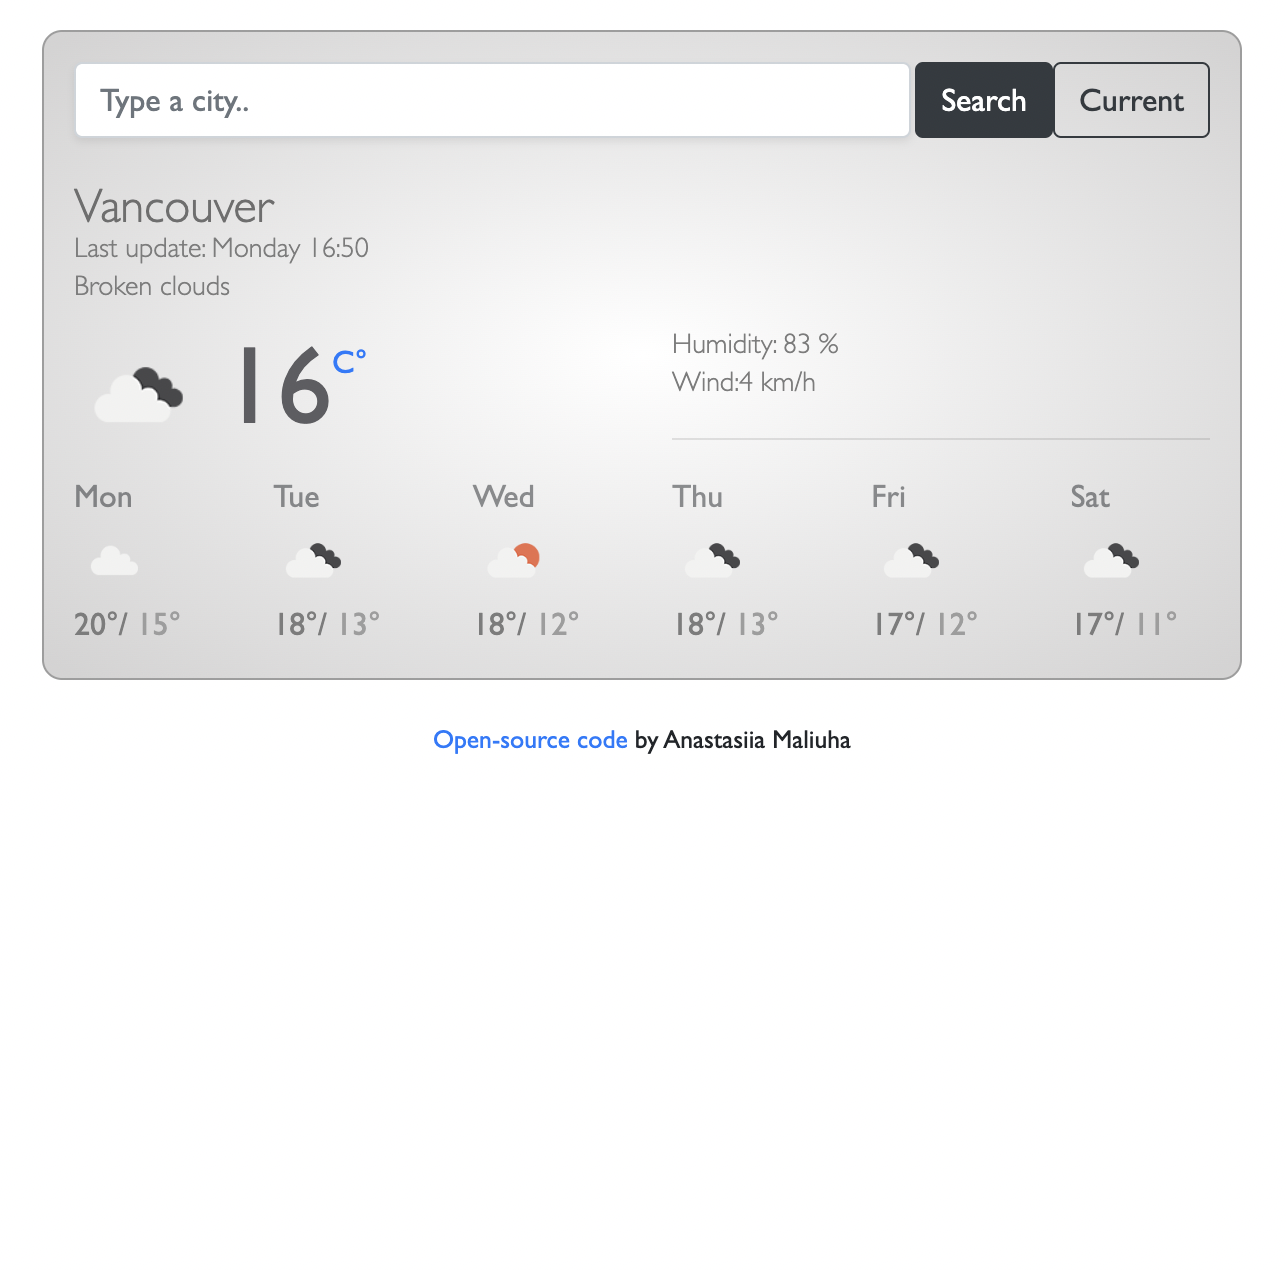 Type a city..
Search
Current
Vancouver
Last update: Monday 16:50
Broken clouds
16
C°
Humidity: 83 %
Wind:4 km/h
Mon Tue Wed Thu Fri Sat
20°/ 15° 18°/ 13° 18°/ 12° 18°/ 13° 17°/ 12° 17°/ 11°
Open-source code by Anastasiia Maliuha